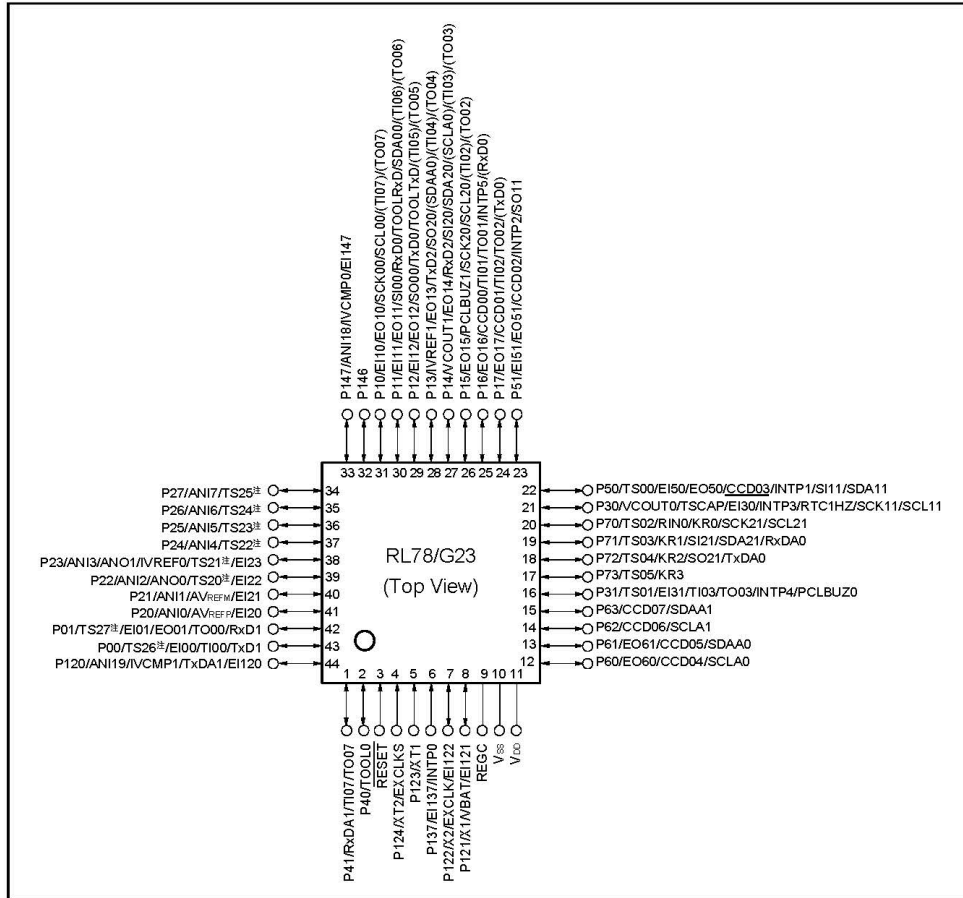 P147/ANI18/IVCMP0/EI147
P146
P10/EI10/EO10/SCK00/SCL00/(TI07)/(TO07)
P11/EI11/EO11/SI00/RxD0/TOOLRxD/SDA00/(TI06)/(TO06)
P12/EI12/EO12/SO00/TxD0/TOOLTxD/(TI05)/(TO05)
P13/IVREF1/EO13/TxD2/SO20/(SDAA0)/(TI04)/(TO04)
P14/VCOUT1/EO14/RxD2/SI20/SDA20/(SCLA0)/(TI03)/(TO03)
P15/EO15/PCLBUZ1/SCK20/SCL20/(TI02)/(TO02)
P16/EO16/CCD00/TI01/TO01/INTP5/(RxD0)
P17/EO17/CCD01/TI02/TO02/(TxD0)
P51/EI51/EO51/CCD02/INTP2/SO11
33 32 31 30 29 28 27 26 25 24 23
P27/ANI7/TS25注 34
P26/ANI6/TS24注 35
P25/ANI5/TS23注 36
P24/ANI4/TS22注 37
P23/ANI3/ANO1/IVREF0/TS21注/EI23 38
P22/ANI2/ANO0/TS20注/EI22 39
P21/ANI1/AVREFM/EI21 40
P20/ANI0/AVREFP/EI20 41
P01/TS27注/EI01/EO01/TO00/RxD1 42
P00/TS26注/EI00/TI00/TxD1 43
P120/ANI19/IVCMP1/TxDA1/EI120 44
RL78/G23
(Top View)
22 P50/TS00/EI50/EO50/CCD03/INTP1/SI11/SDA11
21 P30/VCOUT0/TSCAP/EI30/INTP3/RTC1HZ/SCK11/SCL11
20 P70/TS02/RIN0/KR0/SCK21/SCL21
19 P71/TS03/KR1/SI21/SDA21/RxDA0
18 P72/TS04/KR2/SO21/TxDA0
17 P73/TS05/KR3
16 P31/TS01/EI31/TI03/TO03/INTP4/PCLBUZ0
15 P63/CCD07/SDAA1
14 P62/CCD06/SCLA1
13 P61/EO61/CCD05/SDAA0
12 P60/EO60/CCD04/SCLA0
1 2 3 4 5 6 7 8 9 10 11
P41/RxDA1/TI07/TO07
P40/TOOL0
RESET
P124/XT2/EXCLKS
P123/XT1
P137/EI137/INTP0
P122/X2/EXCLK/EI122
P121/X1/VBAT/EI121
REGC
VSS
VDD